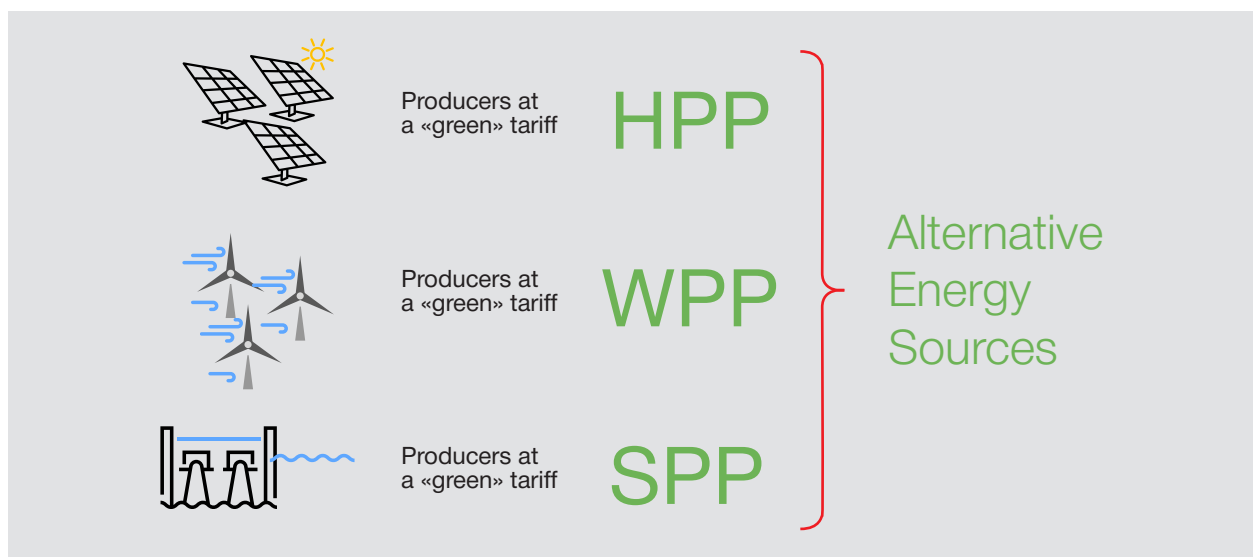 Producers at
a «green» tariff
HPP
Producers at
a «green» tariff
WPP
Producers at
a «green» tariff
SPP
Alternative
Energy
Sources